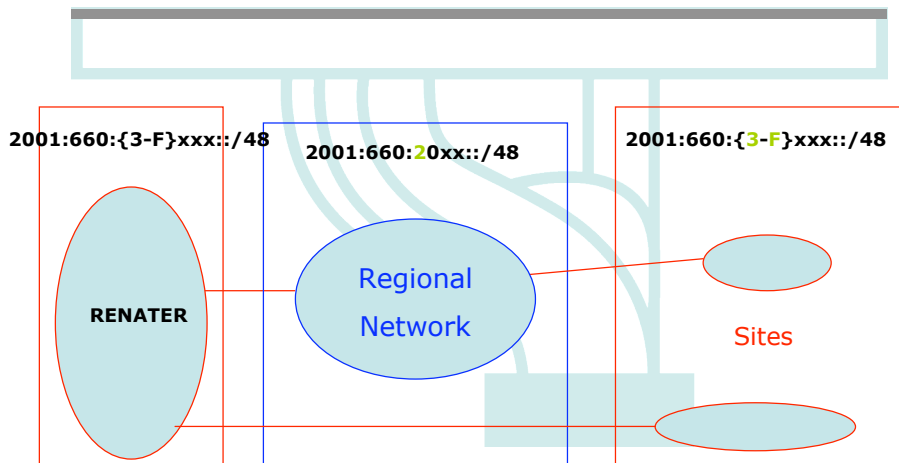 2001:660:{3-F}xxx::/48
2001:660:20xx::/48
2001:660:{3-F}xxx::/48
RENATER
Regional
Network
Sites